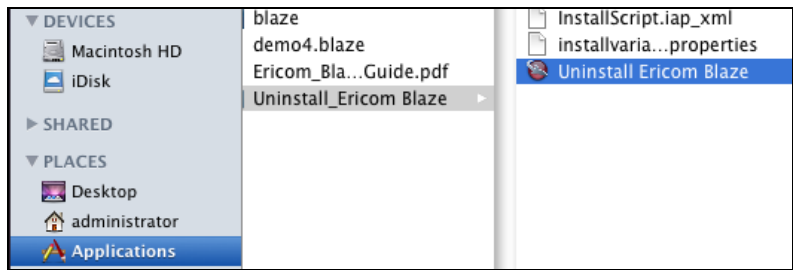 DEVICES
Macintosh HD
iDisk
SHARED
PLACES
Desktop
administrator
Applications
blaze
demo4.blaze
Ericom_Bla...Guide.pdf
Uninstall_Ericom Blaze
InstallScript.iap_xml
installvaria...properties
Uninstall Ericom Blaze